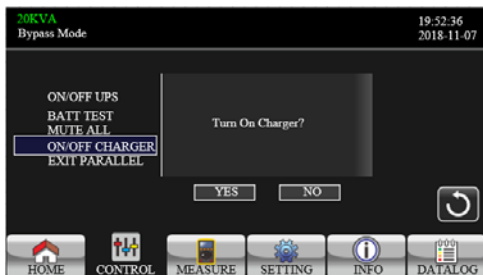 20KVA
Bypass Mode
19:52:36
2018-11-07
ON/OFF UPS
BATT TEST
MUTE ALL
ON/OFF CHARGER
EXIT PARALLEL
Turn On Charger?
YES NO
HOME CONTROL MEASURE SETTING INFO DATALOG